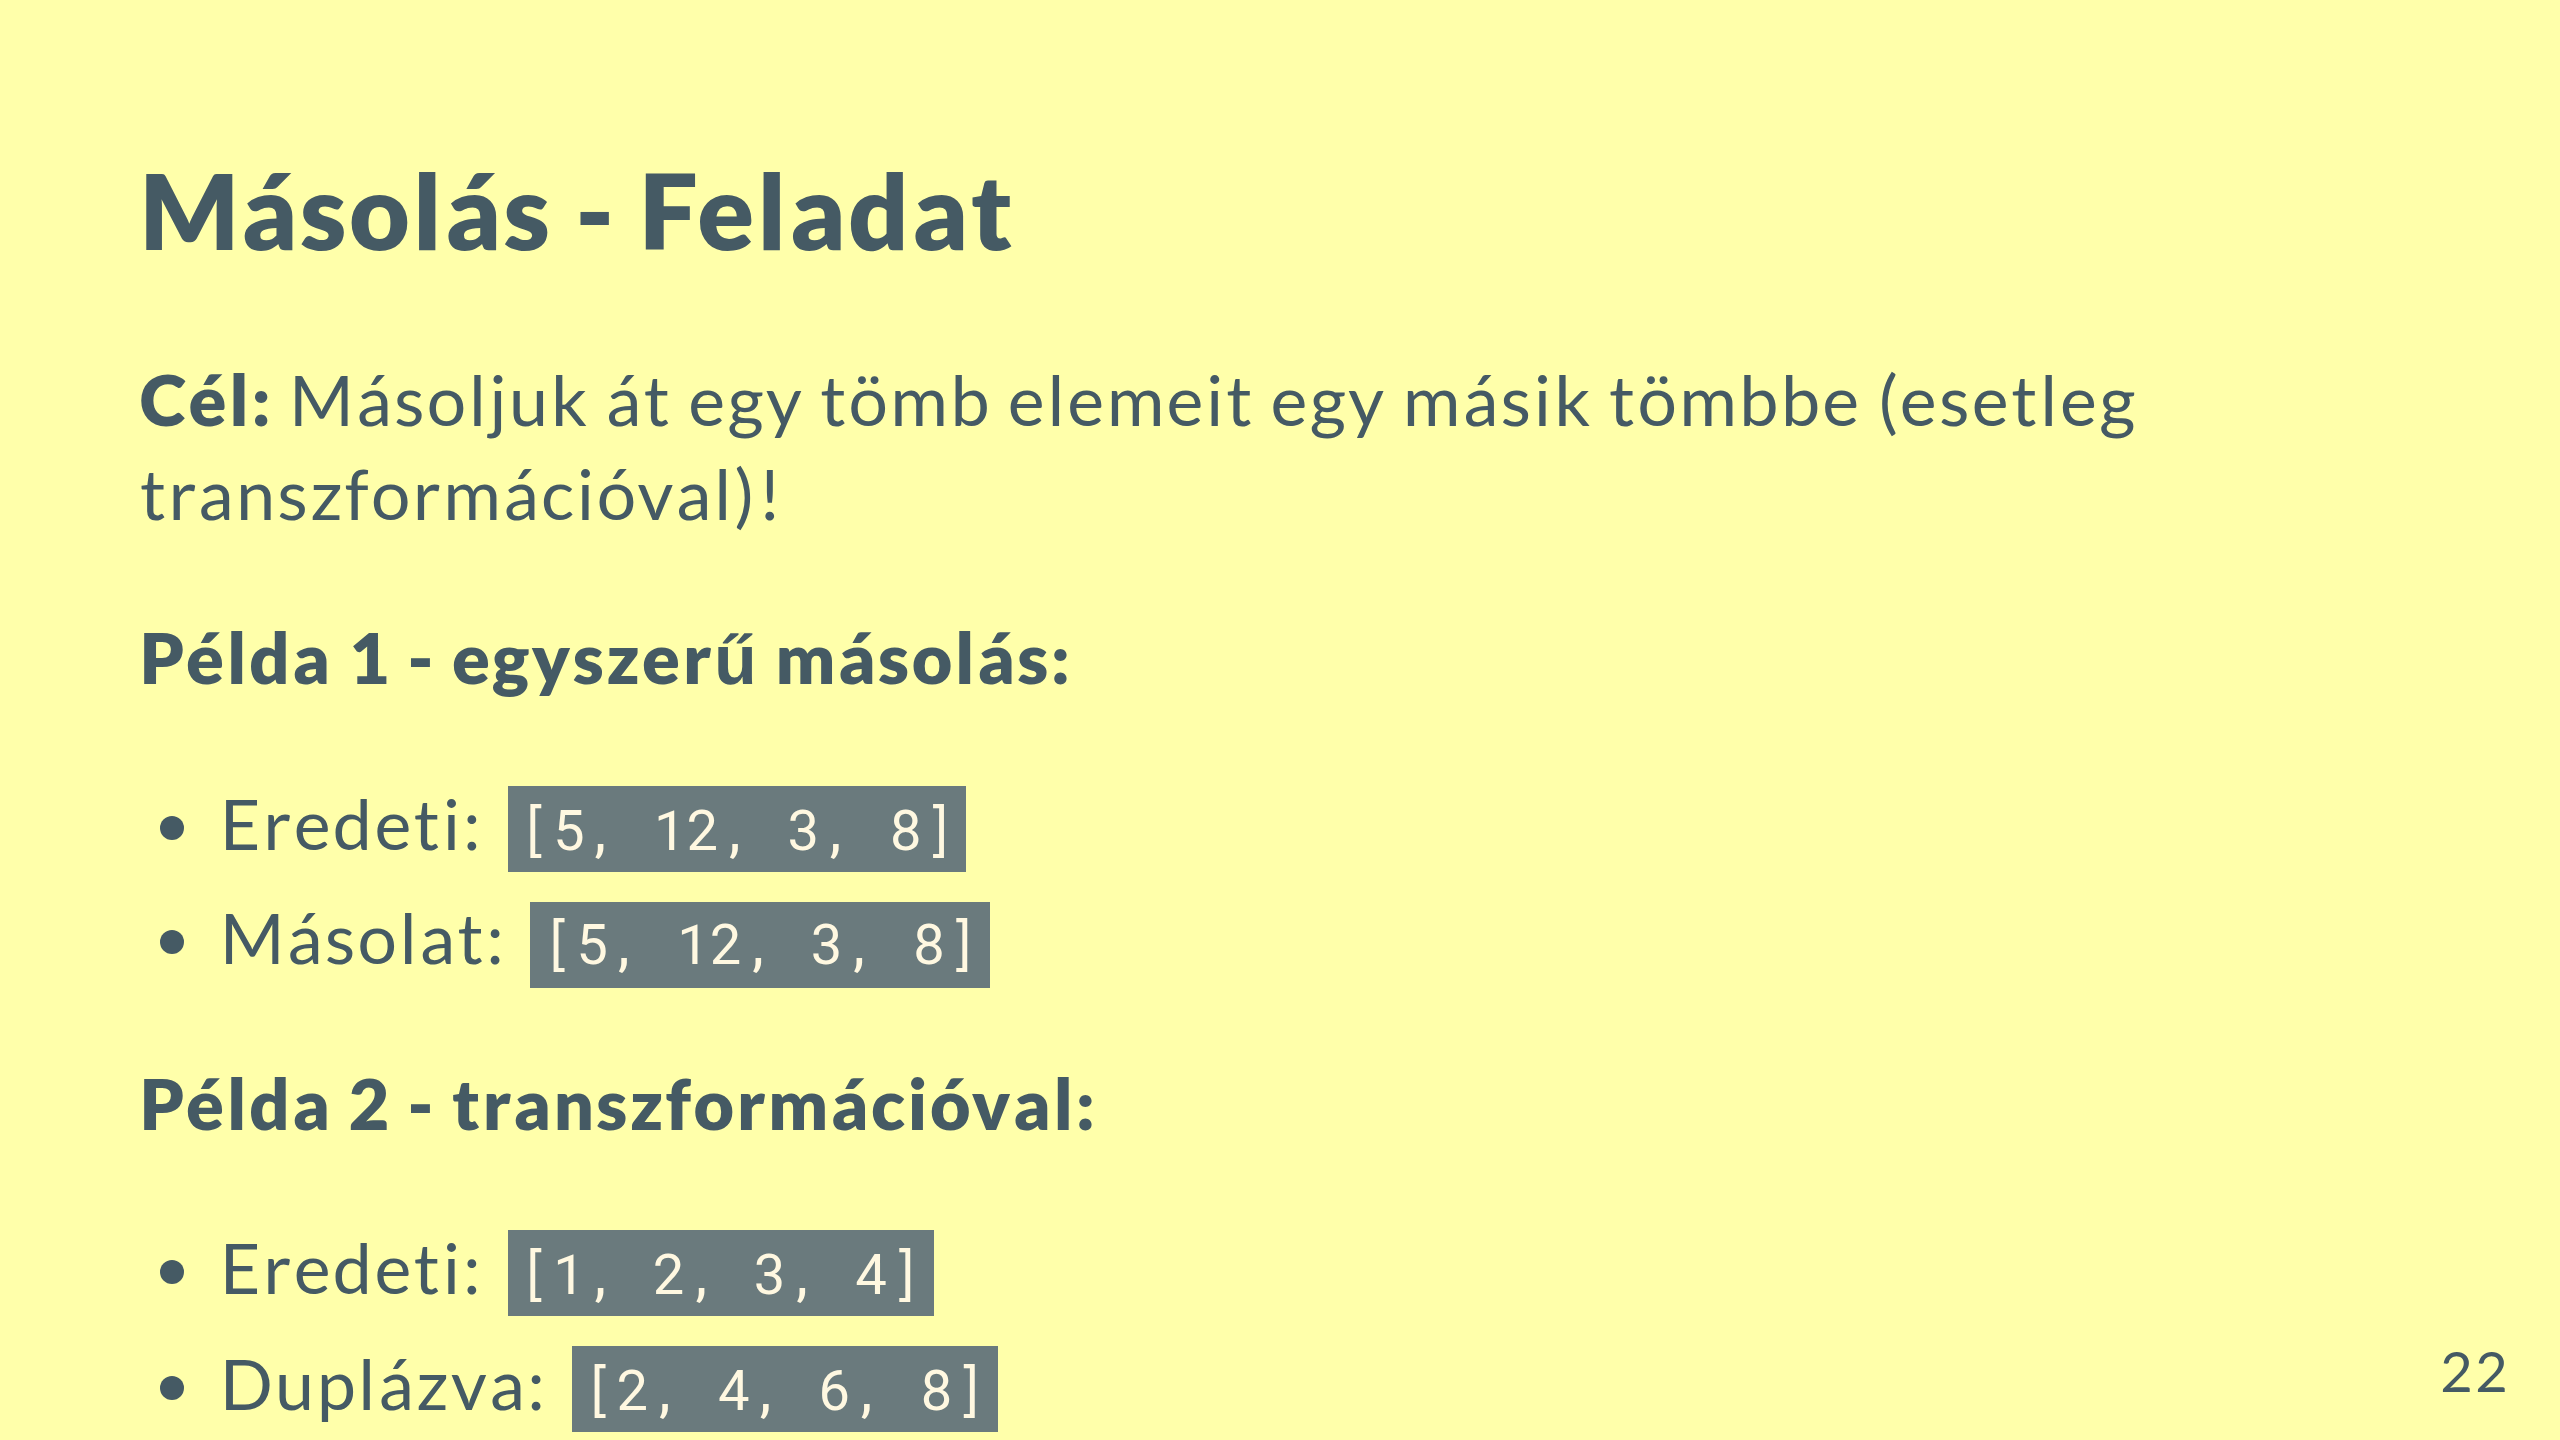 Másolás - Feladat
Cél: Másoljuk át egy tömb elemeit egy másik tömbbe (esetleg
transzformációval)!
Példa 1 - egyszerű másolás:
• Eredeti: [5, 12, 3, 8]
• Másolat: [5, 12, 3, 8]
Példa 2 - transzformációval:
• Eredeti: [1, 2, 3, 4]
• Duplázva: [2, 4, 6, 8]
22